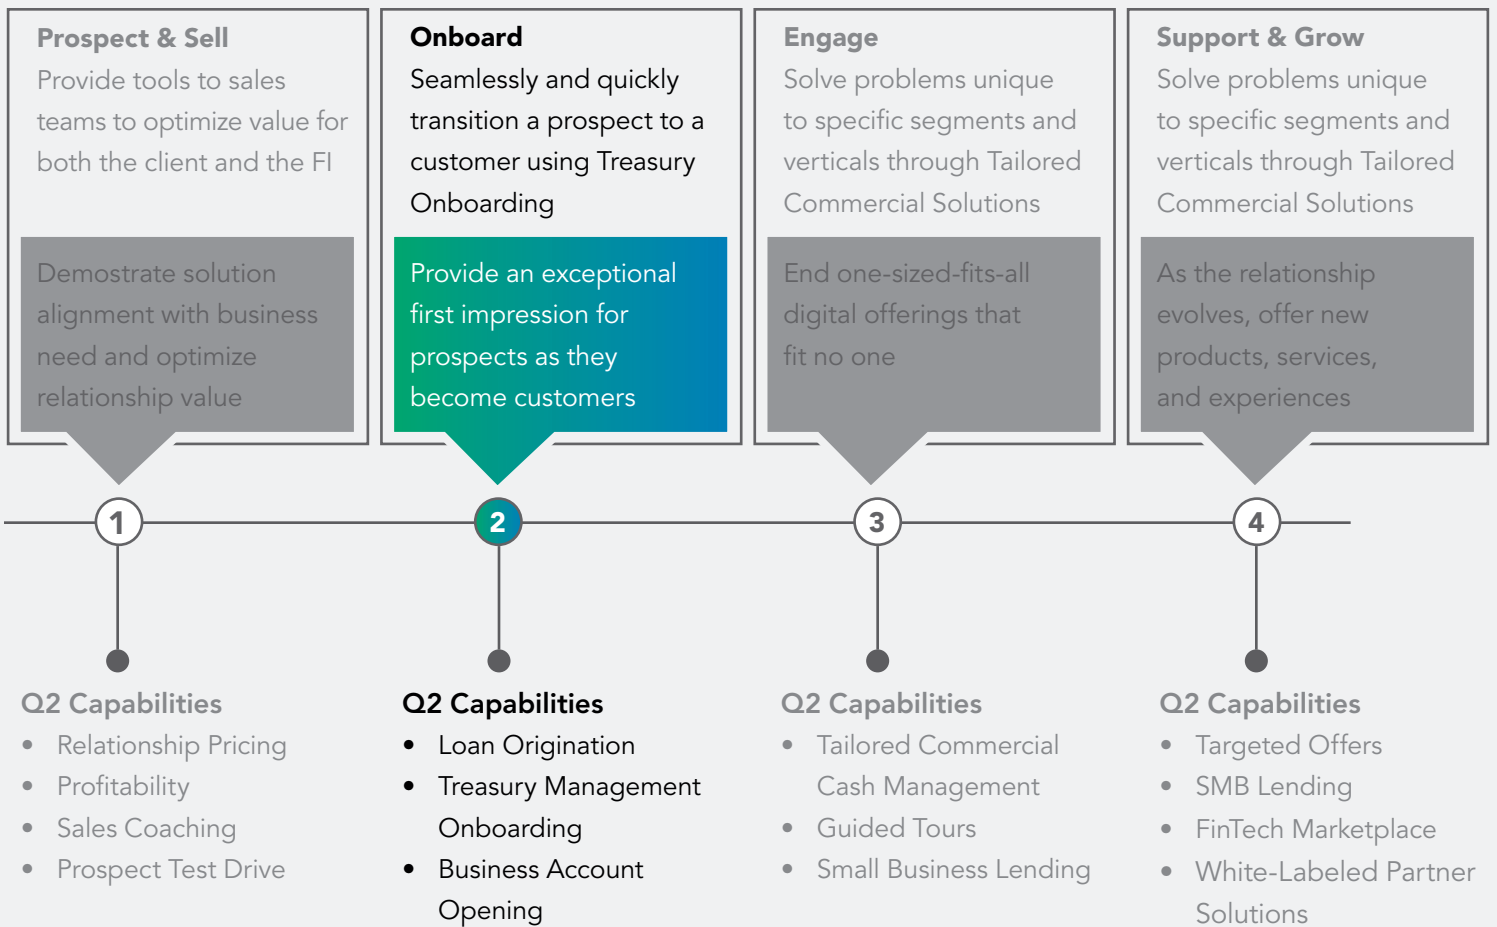 Prospect & Sell
Provide tools to sales
teams to optimize value for
both the client and the FI
Demostrate solution
alignment with business
need and optimize
relationship value
Onboard
Seamlessly and quickly
transition a prospect to a
customer using Treasury
Onboarding
Provide an exceptional
first impression for
prospects as they
become customers
Engage
Solve problems unique
to specific segments and
verticals through Tailored
Commercial Solutions
End one-sized-fits-all
digital offerings that
fit no one
Support & Grow
Solve problems unique
to specific segments and
verticals through Tailored
Commercial Solutions
As the relationship
evolves, offer new
products, services,
and experiences
1
2
3
4
Q2 Capabilities
• Relationship Pricing
• Profitability
• Sales Coaching
• Prospect Test Drive
Q2 Capabilities
• Loan Origination
• Treasury Management
Onboarding
• Business Account
Opening
Q2 Capabilities
• Tailored Commercial
Cash Management
• Guided Tours
• Small Business Lending
Q2 Capabilities
• Targeted Offers
• SMB Lending
• FinTech Marketplace
• White-Labeled Partner
Solutions